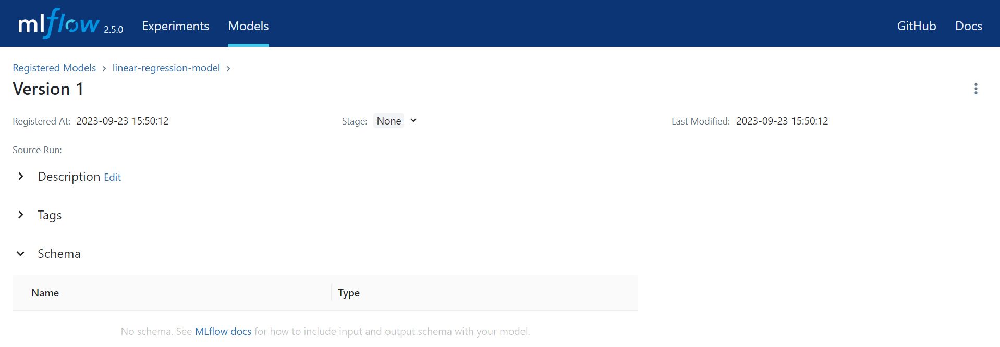 mlflow 2.5.0 Experiments Models GitHub Docs
Registered Models › linear-regression-model ›
Version 1
Registered At: 2023-09-23 15:50:12 Stage: None Last Modified: 2023-09-23 15:50:12
Source Run:
Description Edit
Tags
Schema
Name Type
No schema. See MLflow docs for how to include input and output schema with your model.